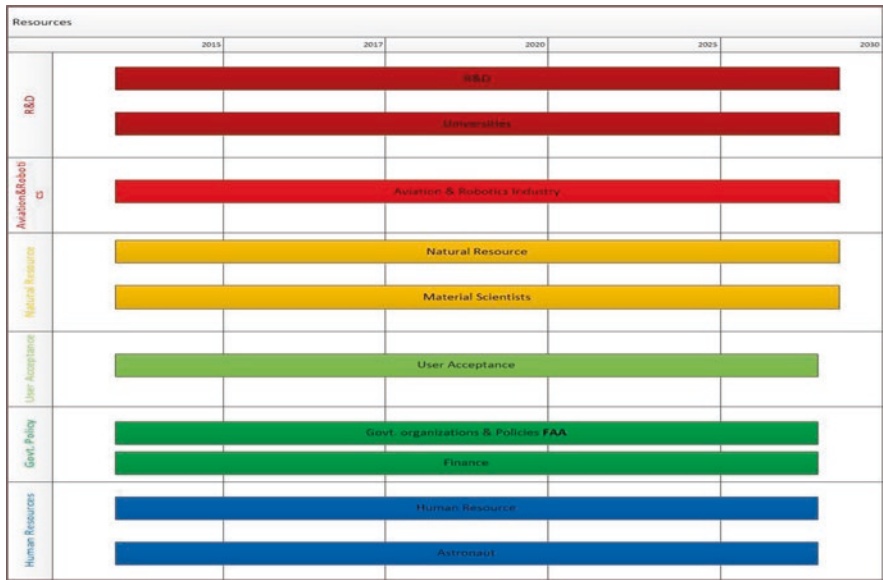 Resources
2015 2017 2020 2025 2030
R&D
R&D
Universities
Aviation&Roboti
cs
Aviation & Robotics Industry
Natural Resource
Natural Resource
Material Scientists
User Acceptance
User Acceptance
Govt. Policy
Govt. organizations & Policies FAA
Finance
Human Resources
Human Resource
Astronaut